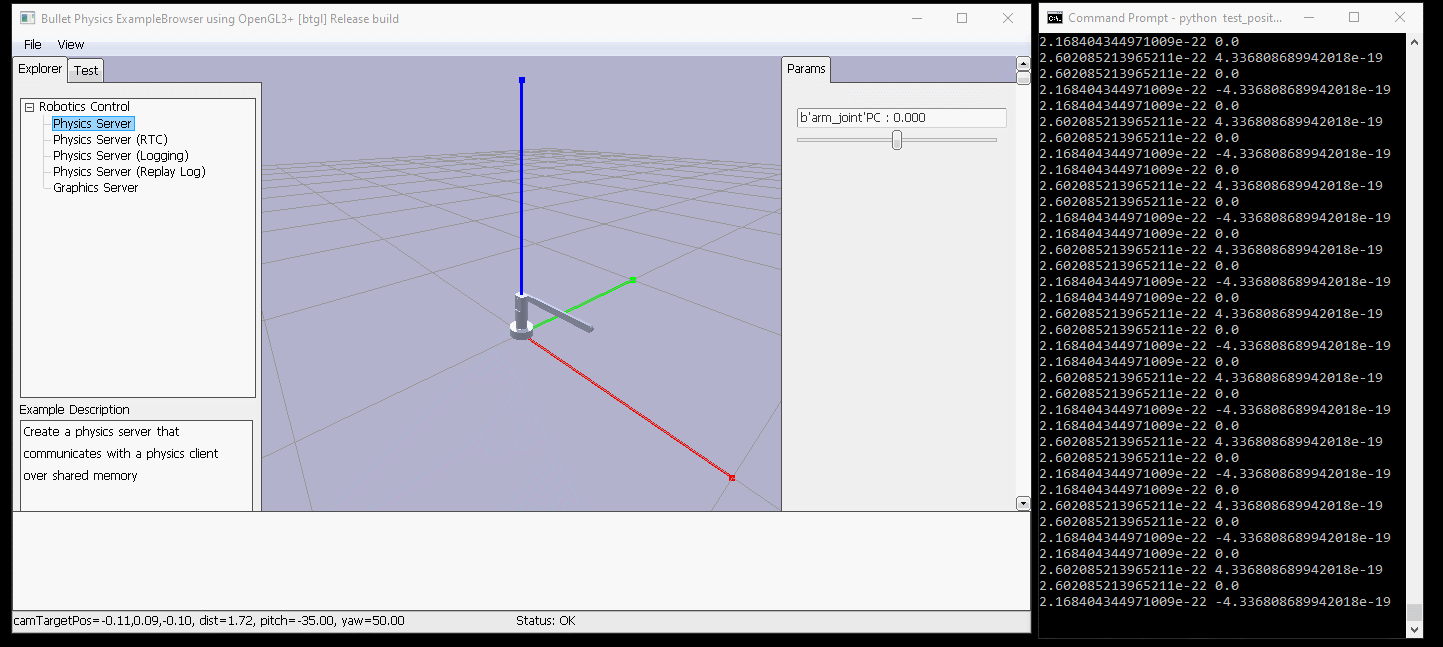 Bullet Physics ExampleBrowser using OpenGL3+ [btgl] Release build
File View
Explorer Test
Robotics Control
Physics Server
Physics Server (RTC)
Physics Server (Logging)
Physics Server (Replay Log)
Graphics Server
Example Description
Create a physics server that
communicates with a physics client
over shared memory
Params
b'arm_joint'PC : 0.000
camTargetPos=-0.11,0.09,-0.10, dist=1.72, pitch=-35.00, yaw=50.00
Status: OK
Command Prompt - python test_posit...
2.168404344971009e-22 0.0
2.602085213965211e-22 4.336808689942018e-19
2.602085213965211e-22 0.0
2.168404344971009e-22 -4.336808689942018e-19
2.168404344971009e-22 0.0
2.602085213965211e-22 4.336808689942018e-19
2.602085213965211e-22 0.0
2.168404344971009e-22 -4.336808689942018e-19
2.168404344971009e-22 0.0
2.602085213965211e-22 4.336808689942018e-19
2.602085213965211e-22 0.0
2.168404344971009e-22 -4.336808689942018e-19
2.168404344971009e-22 0.0
2.602085213965211e-22 4.336808689942018e-19
2.602085213965211e-22 0.0
2.168404344971009e-22 -4.336808689942018e-19
2.168404344971009e-22 0.0
2.602085213965211e-22 4.336808689942018e-19
2.602085213965211e-22 0.0
2.168404344971009e-22 -4.336808689942018e-19
2.168404344971009e-22 0.0
2.602085213965211e-22 4.336808689942018e-19
2.602085213965211e-22 0.0
2.168404344971009e-22 -4.336808689942018e-19
2.168404344971009e-22 0.0
2.602085213965211e-22 4.336808689942018e-19
2.602085213965211e-22 0.0
2.168404344971009e-22 -4.336808689942018e-19
2.168404344971009e-22 0.0
2.602085213965211e-22 4.336808689942018e-19
2.602085213965211e-22 0.0
2.168404344971009e-22 -4.336808689942018e-19
2.168404344971009e-22 0.0
2.602085213965211e-22 4.336808689942018e-19
2.602085213965211e-22 0.0
2.168404344971009e-22 -4.336808689942018e-19